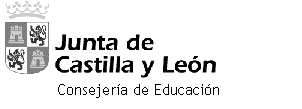 Junta de
Castilla y León
Consejería de Educación